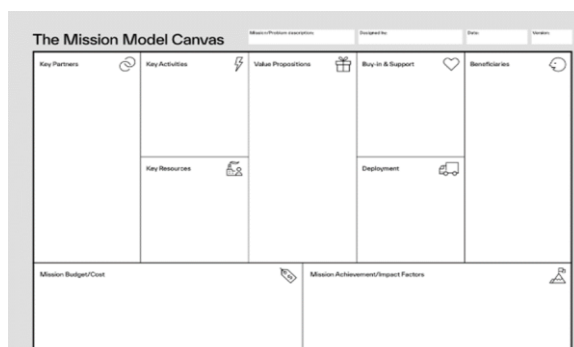 The Mission Model Canvas
Mission/Problem description:
Designed by:
Date:
Version:
Key Partners
Key Activities
Value Propositions
Buy-in & Support
Beneficiaries
Key Resources
Deployment
Mission Budget/Cost
Mission Achievement/Impact Factors